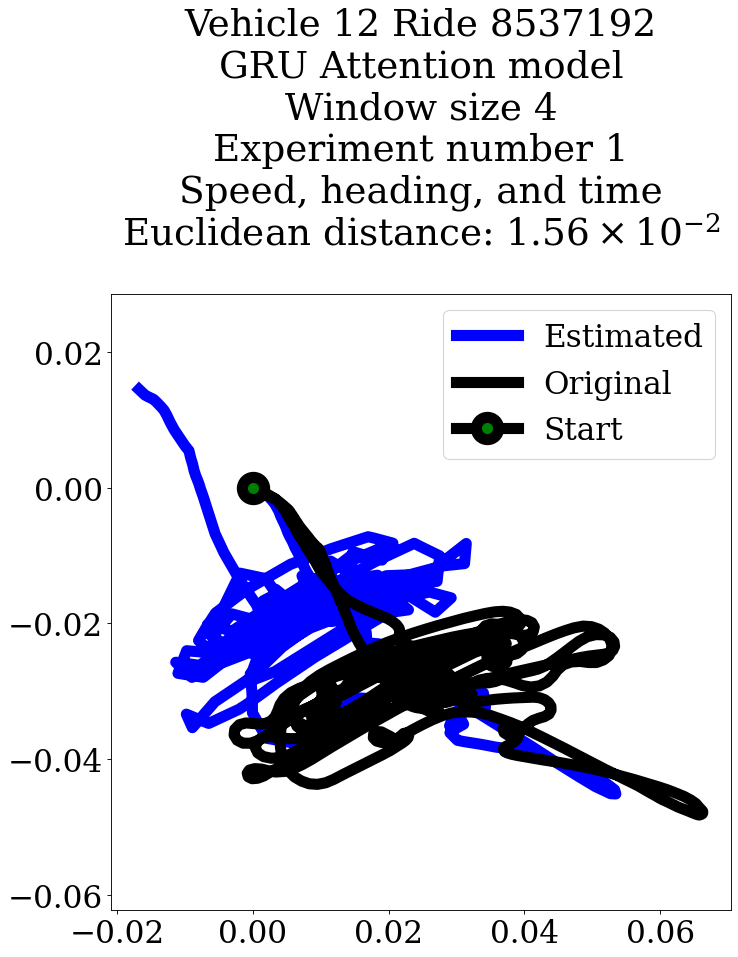 Vehicle 12 Ride 8537192
GRU Attention model
Window size 4
Experiment number 1
Speed, heading, and time
Euclidean distance: 1.56 × 10⁻²
Estimated
Original
Start
0.02
0.00
−0.02
−0.04
−0.06
−0.02 0.00 0.02 0.04 0.06